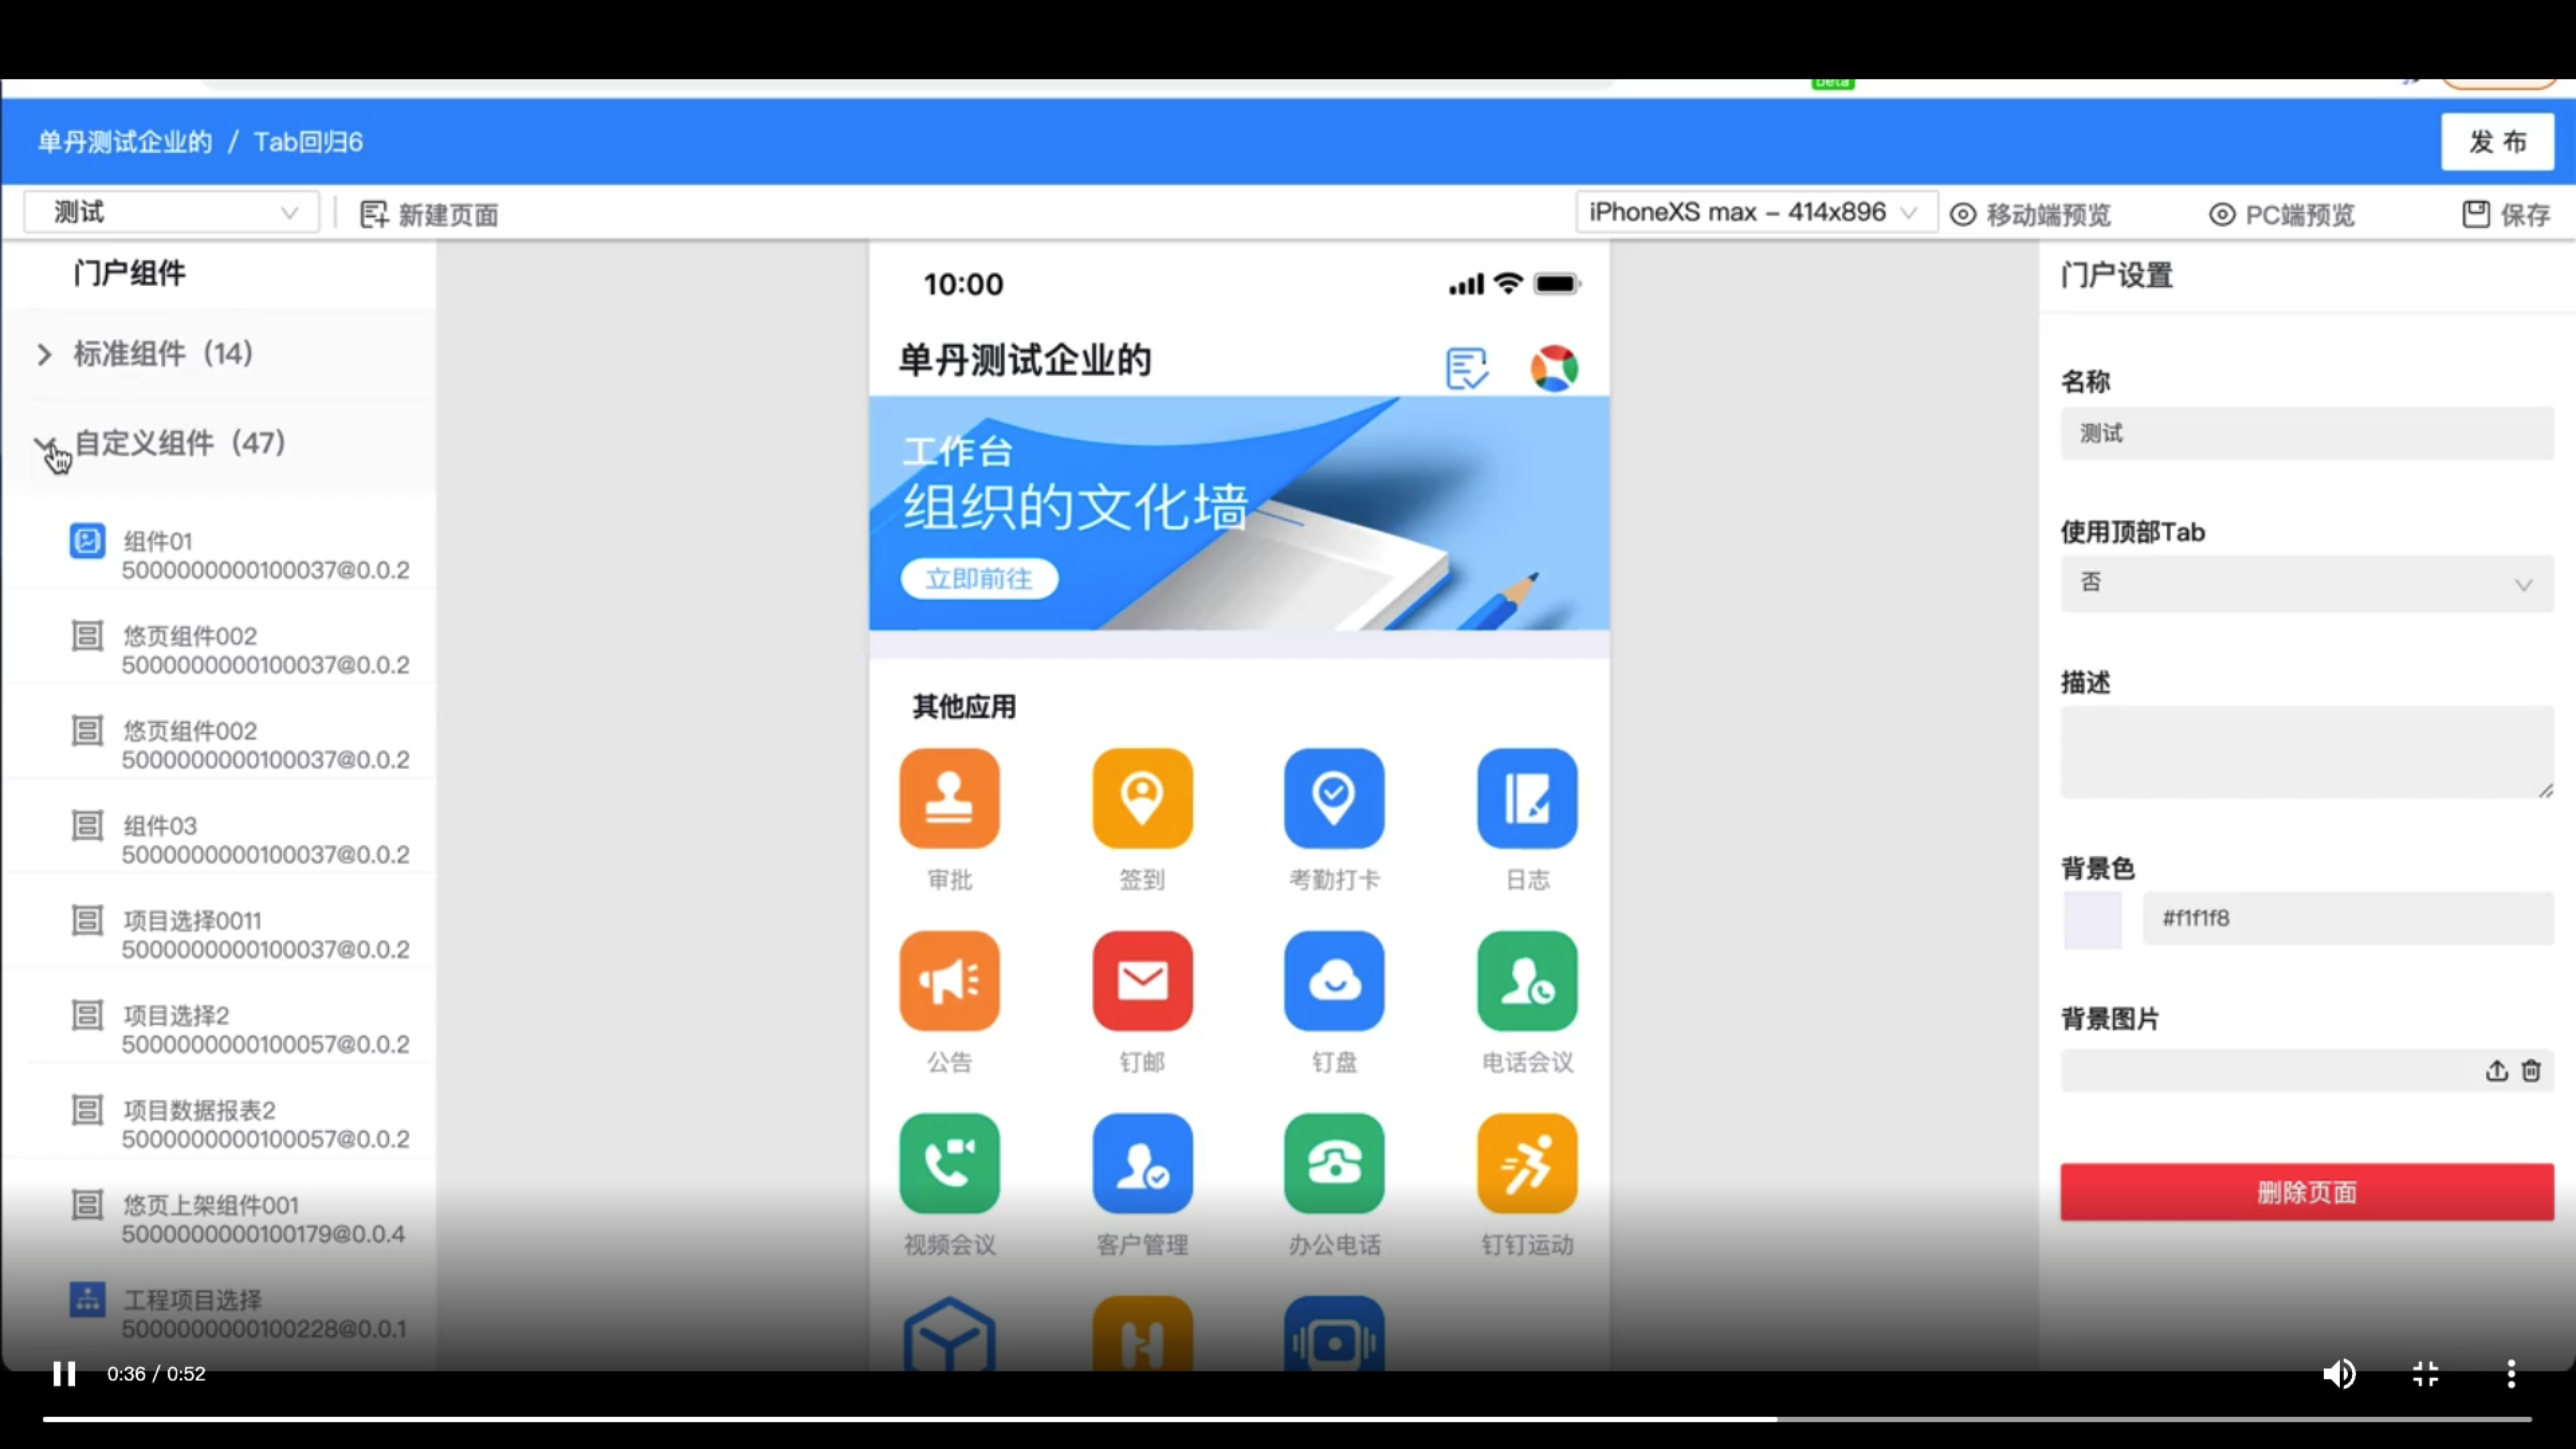 beta
单丹测试企业的 / Tab回归6
发 布
测试
新建页面
iPhoneXS max – 414x896
移动端预览
PC端预览
保存
门户组件
标准组件（14）
自定义组件（47）
组件01
5000000000100037@0.0.2
悠页组件002
5000000000100037@0.0.2
悠页组件002
5000000000100037@0.0.2
组件03
5000000000100037@0.0.2
项目选择0011
5000000000100037@0.0.2
项目选择2
5000000000100057@0.0.2
项目数据报表2
5000000000100057@0.0.2
悠页上架组件001
5000000000100179@0.0.4
工程项目选择
5000000000100228@0.0.1
10:00
单丹测试企业的
工作台
组织的文化墙
立即前往
其他应用
审批 签到 考勤打卡 日志
公告 钉邮 钉盘 电话会议
视频会议 客户管理 办公电话 钉钉运动
门户设置
名称
测试
使用顶部Tab
否
描述
背景色
#f1f1f8
背景图片
删除页面
0:36 / 0:52